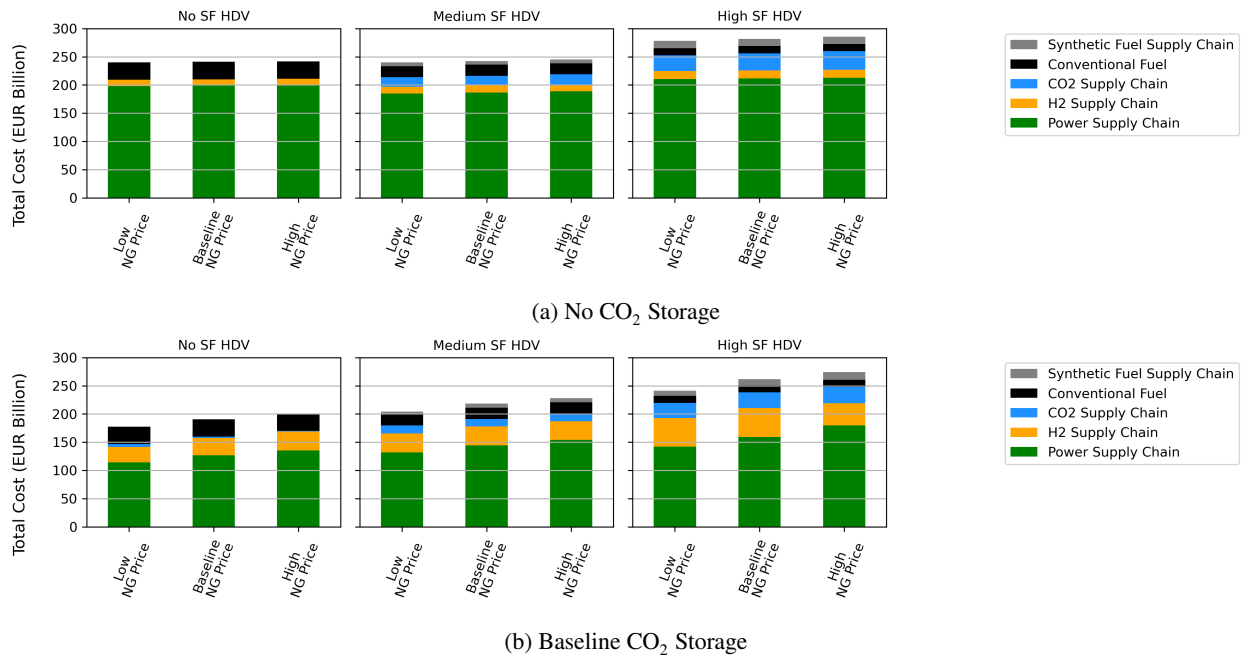 No SF HDV
Medium SF HDV
High SF HDV
Total Cost (EUR Billion)
300
250
200
150
100
50
0
Low
NG Price
Baseline
NG Price
High
NG Price
Low
NG Price
Baseline
NG Price
High
NG Price
Low
NG Price
Baseline
NG Price
High
NG Price
Synthetic Fuel Supply Chain
Conventional Fuel
CO2 Supply Chain
H2 Supply Chain
Power Supply Chain
(a) No CO₂ Storage
No SF HDV
Medium SF HDV
High SF HDV
Total Cost (EUR Billion)
300
250
200
150
100
50
0
Low
NG Price
Baseline
NG Price
High
NG Price
Low
NG Price
Baseline
NG Price
High
NG Price
Low
NG Price
Baseline
NG Price
High
NG Price
Synthetic Fuel Supply Chain
Conventional Fuel
CO2 Supply Chain
H2 Supply Chain
Power Supply Chain
(b) Baseline CO₂ Storage